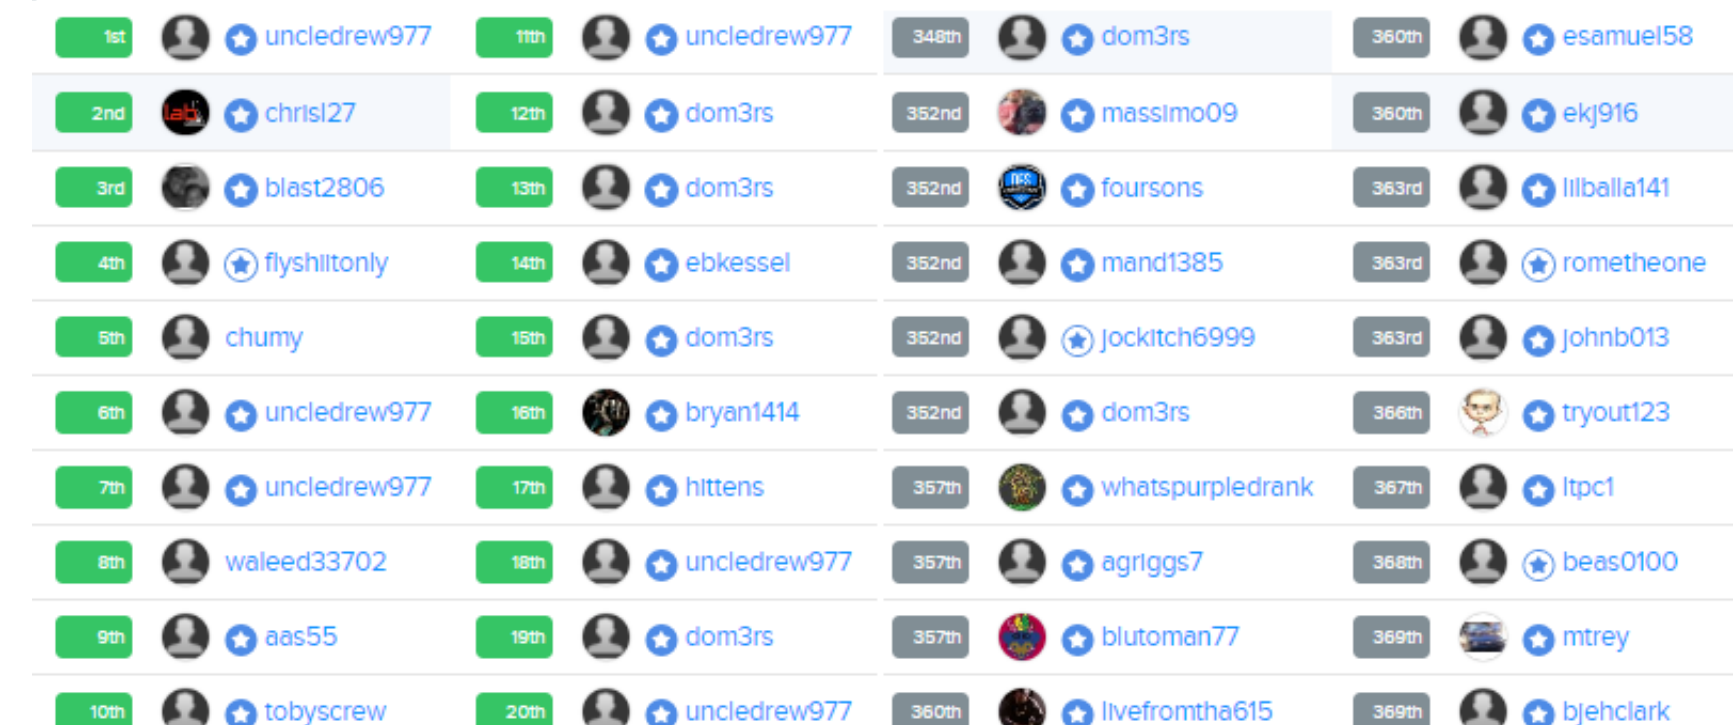 1st uncledrew977 11th uncledrew977 348th dom3rs 360th esamuel58
2nd chrisl27 12th dom3rs 352nd massimo09 360th ekj916
3rd blast2806 13th dom3rs 352nd foursons 363rd lilballa141
4th flyshiitonly 14th ebkessel 352nd mand1385 363rd rometheone
5th chumy 15th dom3rs 352nd jockitch6999 363rd johnb013
6th uncledrew977 16th bryan1414 352nd dom3rs 366th tryout123
7th uncledrew977 17th hittens 357th whatspurpledrank 367th ltpc1
8th waleed33702 18th uncledrew977 357th agriggs7 368th beas0100
9th aas55 19th dom3rs 357th blutoman77 369th mtrey
10th tobyscrew 20th uncledrew977 360th livefromtha615 369th bjehclark